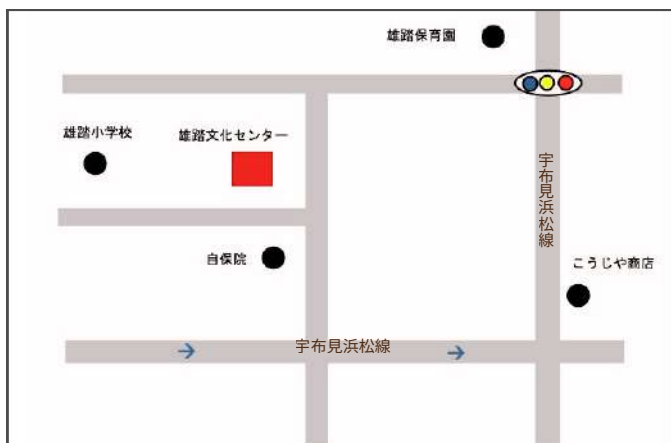 雄踏保育園
雄踏小学校
雄踏文化センター
宇布見浜松線
自保院
こうじや商店
→
宇布見浜松線
→